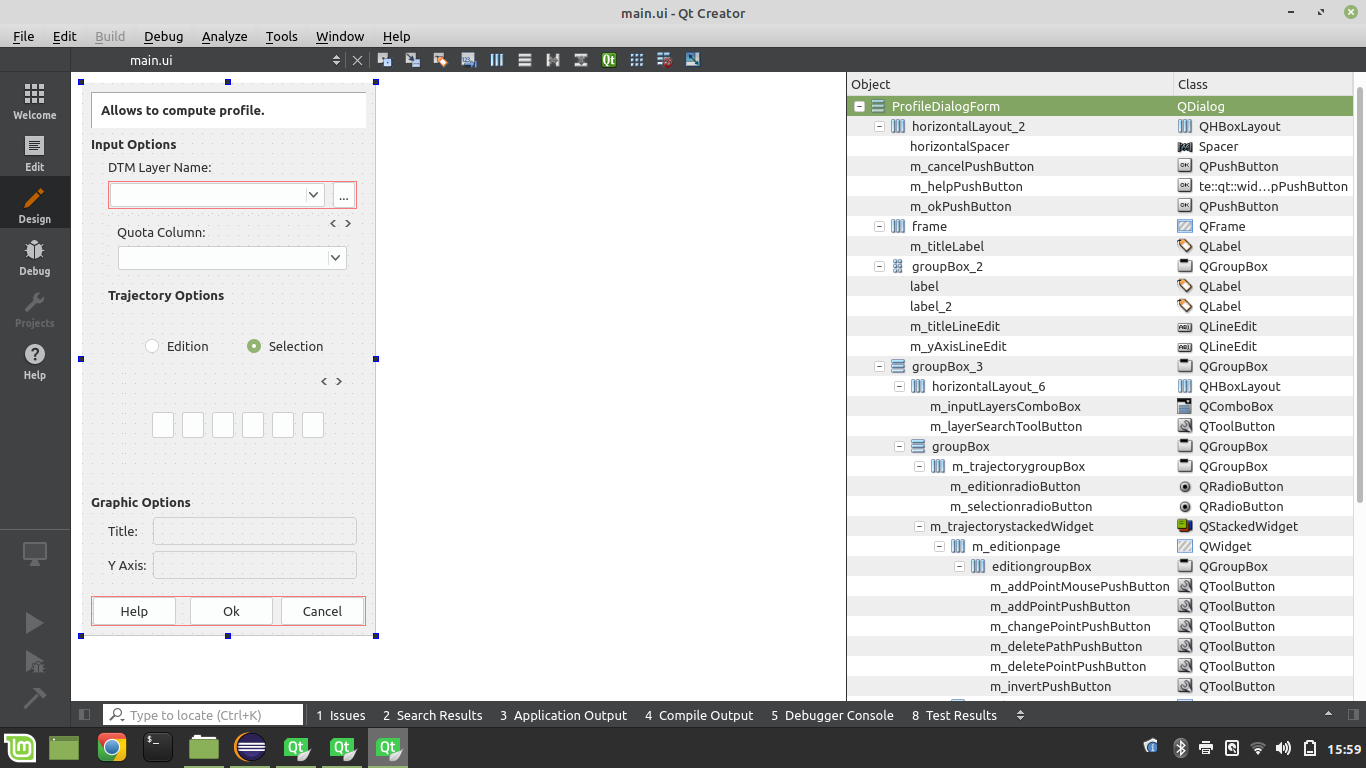 main.ui - Qt Creator
File Edit Build Debug Analyze Tools Window Help
main.ui
Welcome
Edit
Design
Debug
Projects
Help
Allows to compute profile.
Input Options
DTM Layer Name:
...
Quota Column:
Trajectory Options
Edition Selection
Graphic Options
Title:
Y Axis:
Help Ok Cancel
Object Class
ProfileDialogForm QDialog
horizontalLayout_2 QHBoxLayout
horizontalSpacer Spacer
m_cancelPushButton QPushButton
m_helpPushButton te::qt::wid...pPushButton
m_okPushButton QPushButton
frame QFrame
m_titleLabel QLabel
groupBox_2 QGroupBox
label QLabel
label_2 QLabel
m_titleLineEdit QLineEdit
m_yAxisLineEdit QLineEdit
groupBox_3 QGroupBox
horizontalLayout_6 QHBoxLayout
m_inputLayersComboBox QComboBox
m_layerSearchToolButton QToolButton
groupBox QGroupBox
m_trajectorygroupBox QGroupBox
m_editionradioButton QRadioButton
m_selectionradioButton QRadioButton
m_trajectorystackedWidget QStackedWidget
m_editionpage QWidget
editiongroupBox QGroupBox
m_addPointMousePushButton QToolButton
m_addPointPushButton QToolButton
m_changePointPushButton QToolButton
m_deletePathPushButton QToolButton
m_deletePointPushButton QToolButton
m_invertPushButton QToolButton
Type to locate (Ctrl+K) 1 Issues 2 Search Results 3 Application Output 4 Compile Output 5 Debugger Console 8 Test Results
15:59